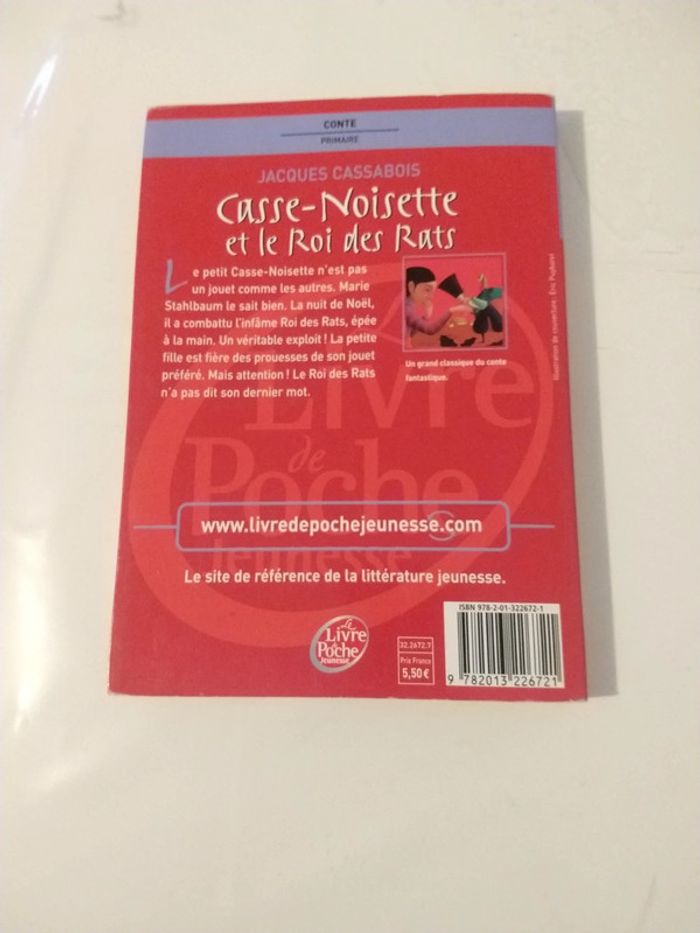 CONTE
PRIMAIRE
JACQUES CASSABOIS
Casse-Noisette
et le Roi des Rats
Le petit Casse-Noisette n'est pas
un jouet comme les autres. Marie
Stahlbaum le sait bien. La nuit de Noël,
il a combattu l'infâme Roi des Rats, épée
à la main. Un véritable exploit ! La petite
fille est fière des prouesses de son jouet
préféré. Mais attention ! Le Roi des Rats
n'a pas dit son dernier mot.
Un grand classique du conte
fantastique.
Illustration de couverture : Éric Puybaret
Livre
de
Poche
Jeunesse
www.livredepochejeunesse.com
Le site de référence de la littérature jeunesse.
Le
Livre
de
Poche
Jeunesse
32.2672.7
Prix France
5,50 €
ISBN 978-2-01-322672-1
9 782013 226721